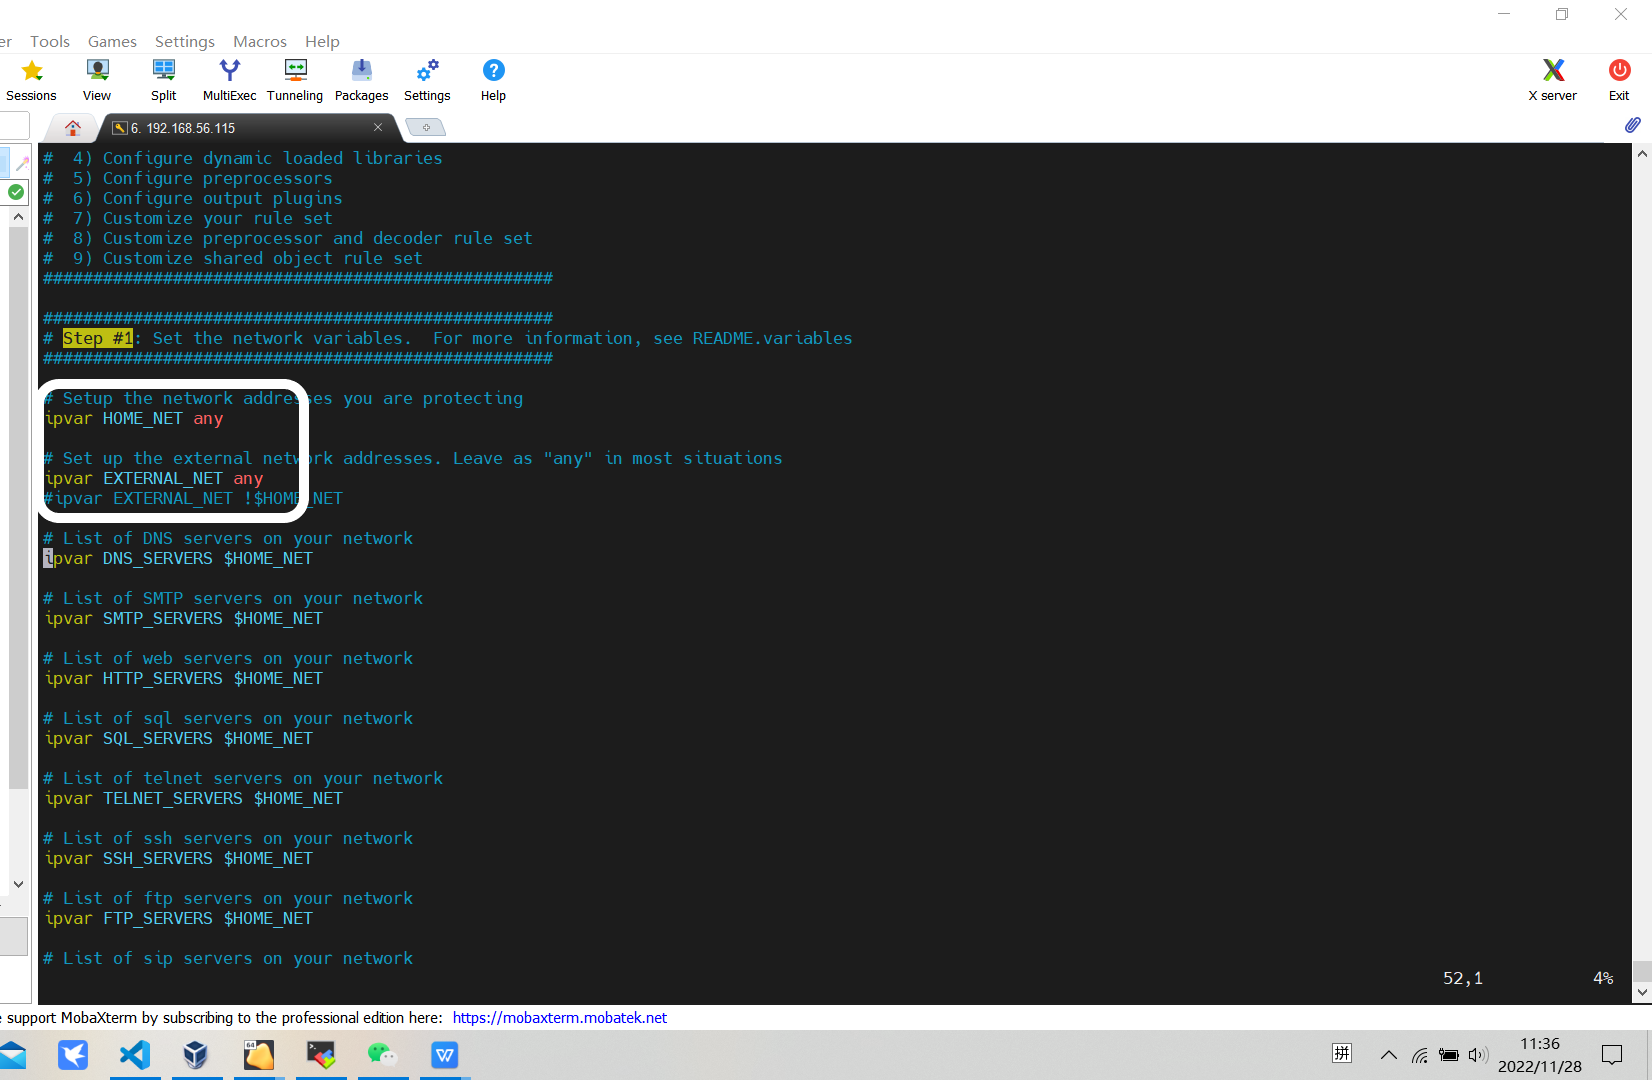 er Tools Games Settings Macros Help
Sessions View Split MultiExec Tunneling Packages Settings Help X server Exit
6. 192.168.56.115
#  4) Configure dynamic loaded libraries
#  5) Configure preprocessors
#  6) Configure output plugins
#  7) Customize your rule set
#  8) Customize preprocessor and decoder rule set
#  9) Customize shared object rule set
###################################################
###################################################
# Step #1: Set the network variables.  For more information, see README.variables
###################################################
# Setup the network addresses you are protecting
ipvar HOME_NET any
# Set up the external network addresses. Leave as "any" in most situations
ipvar EXTERNAL_NET any
#ipvar EXTERNAL_NET !$HOME_NET
# List of DNS servers on your network
ipvar DNS_SERVERS $HOME_NET
# List of SMTP servers on your network
ipvar SMTP_SERVERS $HOME_NET
# List of web servers on your network
ipvar HTTP_SERVERS $HOME_NET
# List of sql servers on your network
ipvar SQL_SERVERS $HOME_NET
# List of telnet servers on your network
ipvar TELNET_SERVERS $HOME_NET
# List of ssh servers on your network
ipvar SSH_SERVERS $HOME_NET
# List of ftp servers on your network
ipvar FTP_SERVERS $HOME_NET
# List of sip servers on your network
52,1 4%
e support MobaXterm by subscribing to the professional edition here: https://mobaxterm.mobatek.net
64
拼
11:36
2022/11/28